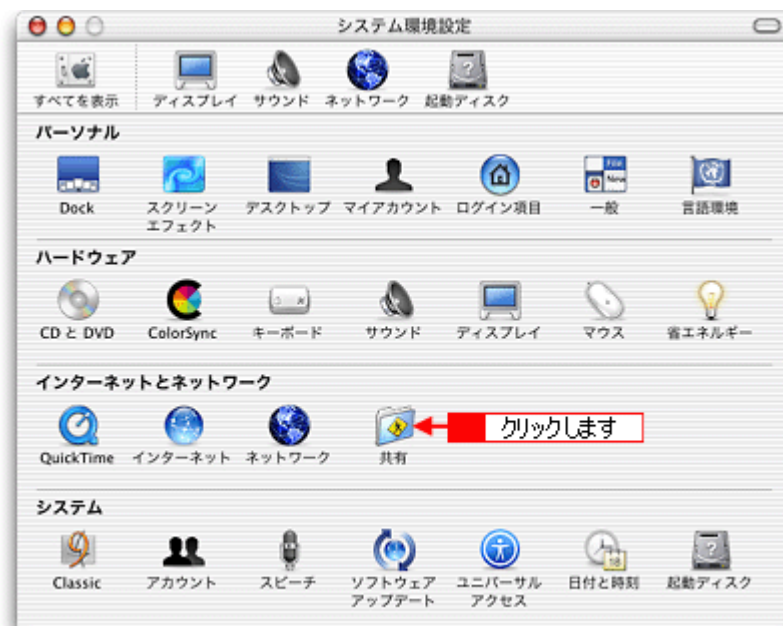 システム環境設定
すべてを表示 ディスプレイ サウンド ネットワーク 起動ディスク
パーソナル
Dock スクリーン デスクトップ マイアカウント ログイン項目 一般 言語環境
エフェクト
ハードウェア
CD と DVD ColorSync キーボード サウンド ディスプレイ マウス 省エネルギー
インターネットとネットワーク
クリックします
QuickTime インターネット ネットワーク 共有
システム
Classic アカウント スピーチ ソフトウェア ユニバーサル 日付と時刻 起動ディスク
アップデート アクセス